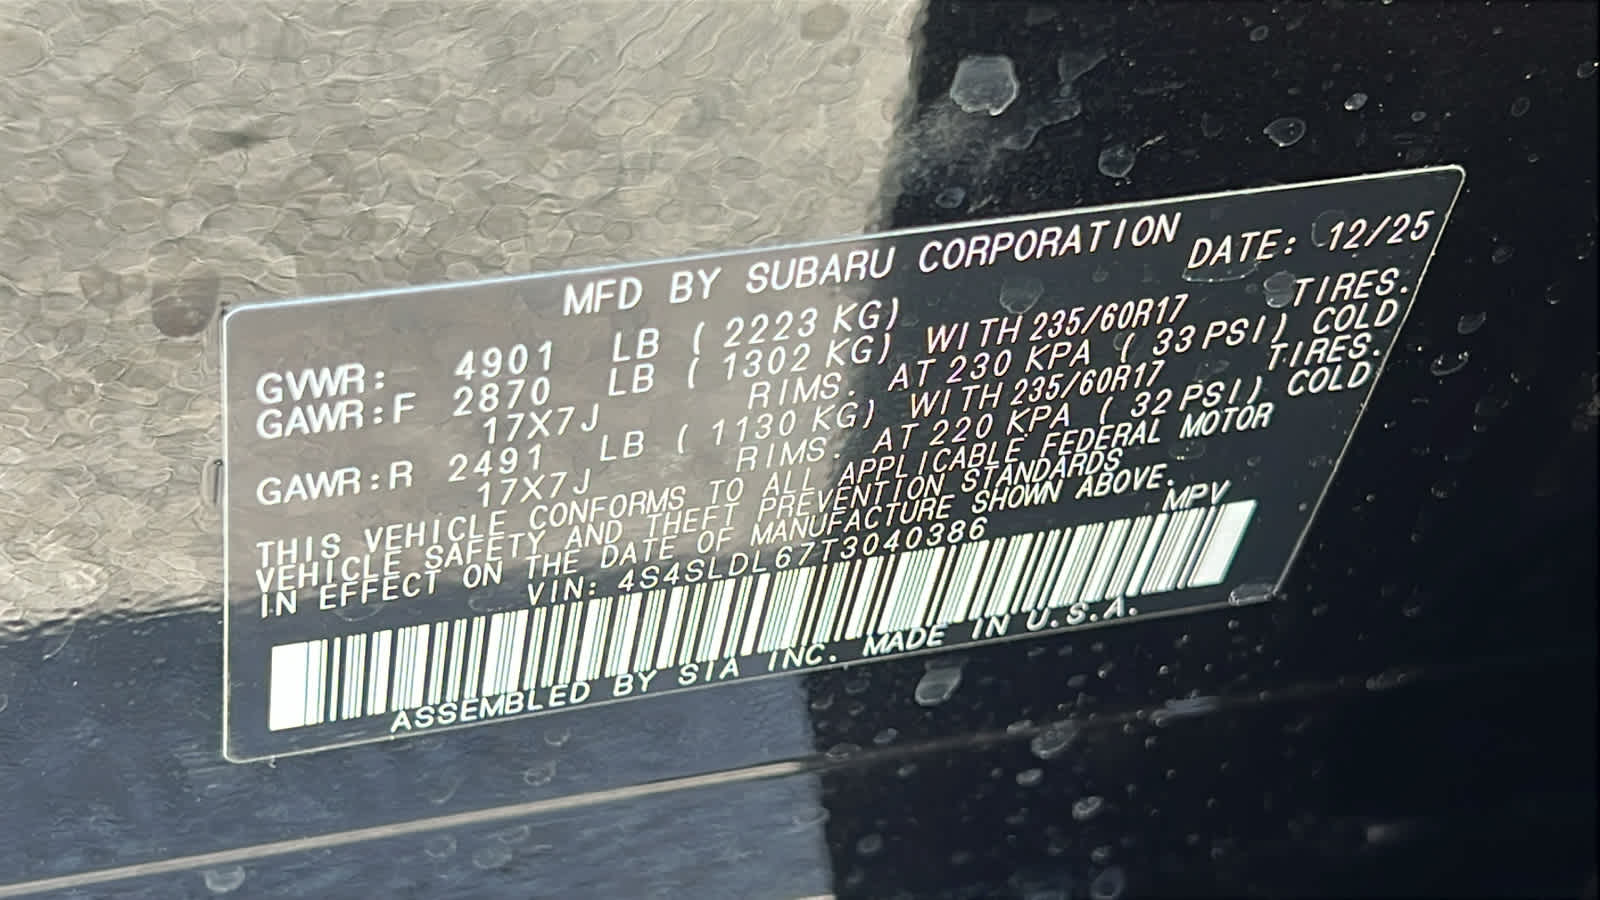 MFD BY SUBARU CORPORATION DATE: 12/25
GVWR: 4901 LB ( 2223 KG)
GAWR:F 2870 LB ( 1302 KG) WITH 235/60R17 TIRES.
17X7J RIMS. AT 230 KPA ( 33 PSI) COLD
GAWR:R 2491 LB ( 1130 KG) WITH 235/60R17 TIRES.
17X7J RIMS. AT 220 KPA ( 32 PSI) COLD
THIS VEHICLE CONFORMS TO ALL APPLICABLE FEDERAL MOTOR
VEHICLE SAFETY AND THEFT PREVENTION STANDARDS
IN EFFECT ON THE DATE OF MANUFACTURE SHOWN ABOVE.
VIN: 4S4SLDL67T3040386 MPV
ASSEMBLED BY SIA INC. MADE IN U.S.A.